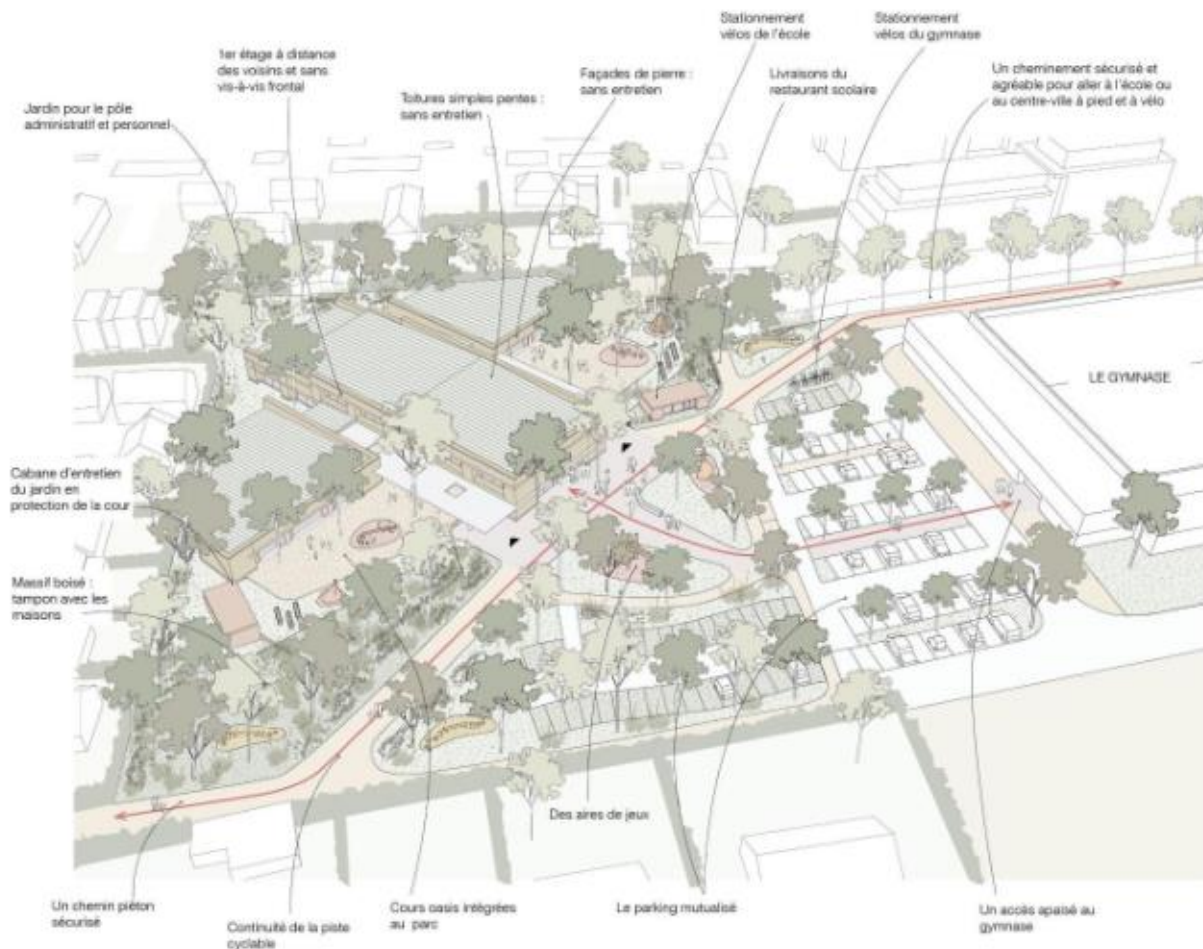 Stationnement
vélos de l'école
Stationnement
vélos du gymnase
1er étage à distance
des voisins et sans
vis-à-vis frontal
Façades de pierre :
sans entretien
Livraisons du
restaurant scolaire
Un cheminement sécurisé et
agréable pour aller à l'école ou
au centre-ville à pied et à vélo
Jardin pour le pôle
administratif et personnel
Toitures simples pentes :
sans entretien
LE GYMNASE
Cabane d'entretien
du jardin en
protection de la cour
Massif boisé :
tampon avec les
maisons
Des aires de jeux
Un chemin piéton
sécurisé
Continuité de la piste
cyclable
Cours oasis intégrées
au parc
Le parking mutualisé
Un accès apaisé au
gymnase